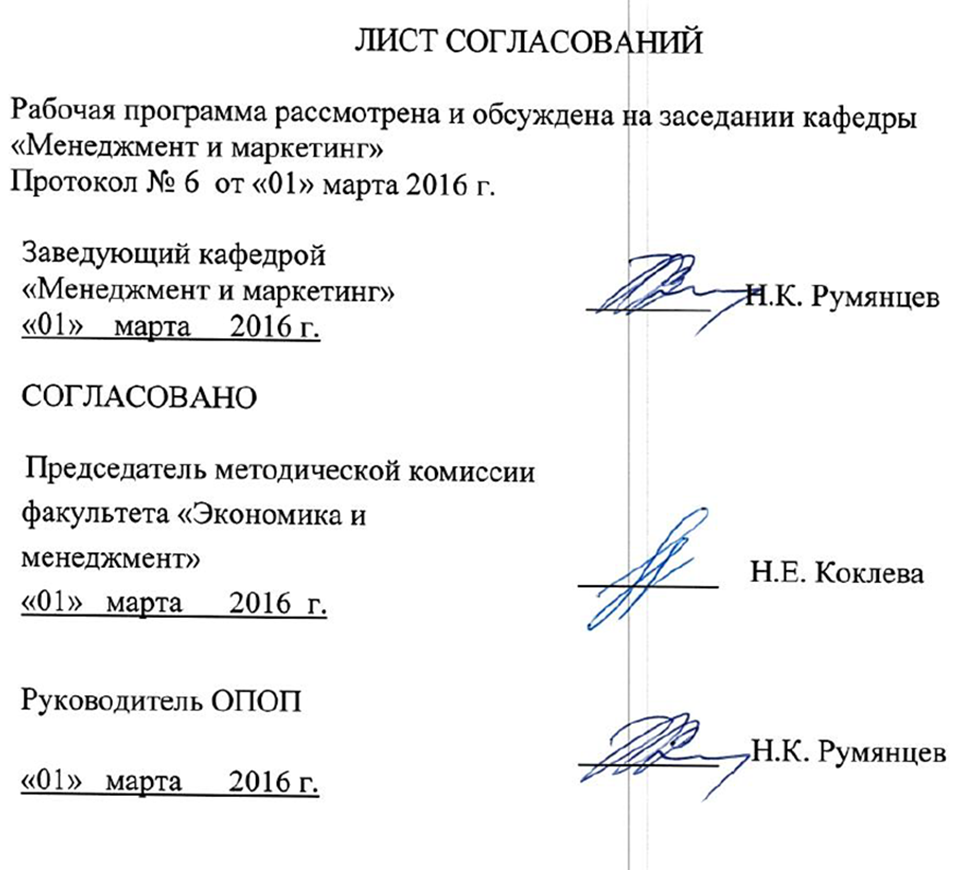 ЛИСТ СОГЛАСОВАНИЙ
Рабочая программа рассмотрена и обсуждена на заседании кафедры
«Менеджмент и маркетинг»
Протокол № 6 от «01» марта 2016 г.
Заведующий кафедрой
«Менеджмент и маркетинг»
Н.К. Румянцев
«01» марта 2016 г.
СОГЛАСОВАНО
Председатель методической комиссии
факультета «Экономика и
менеджмент»
Н.Е. Коклева
«01» марта 2016 г.
Руководитель ОПОП
Н.К. Румянцев
«01» марта 2016 г.